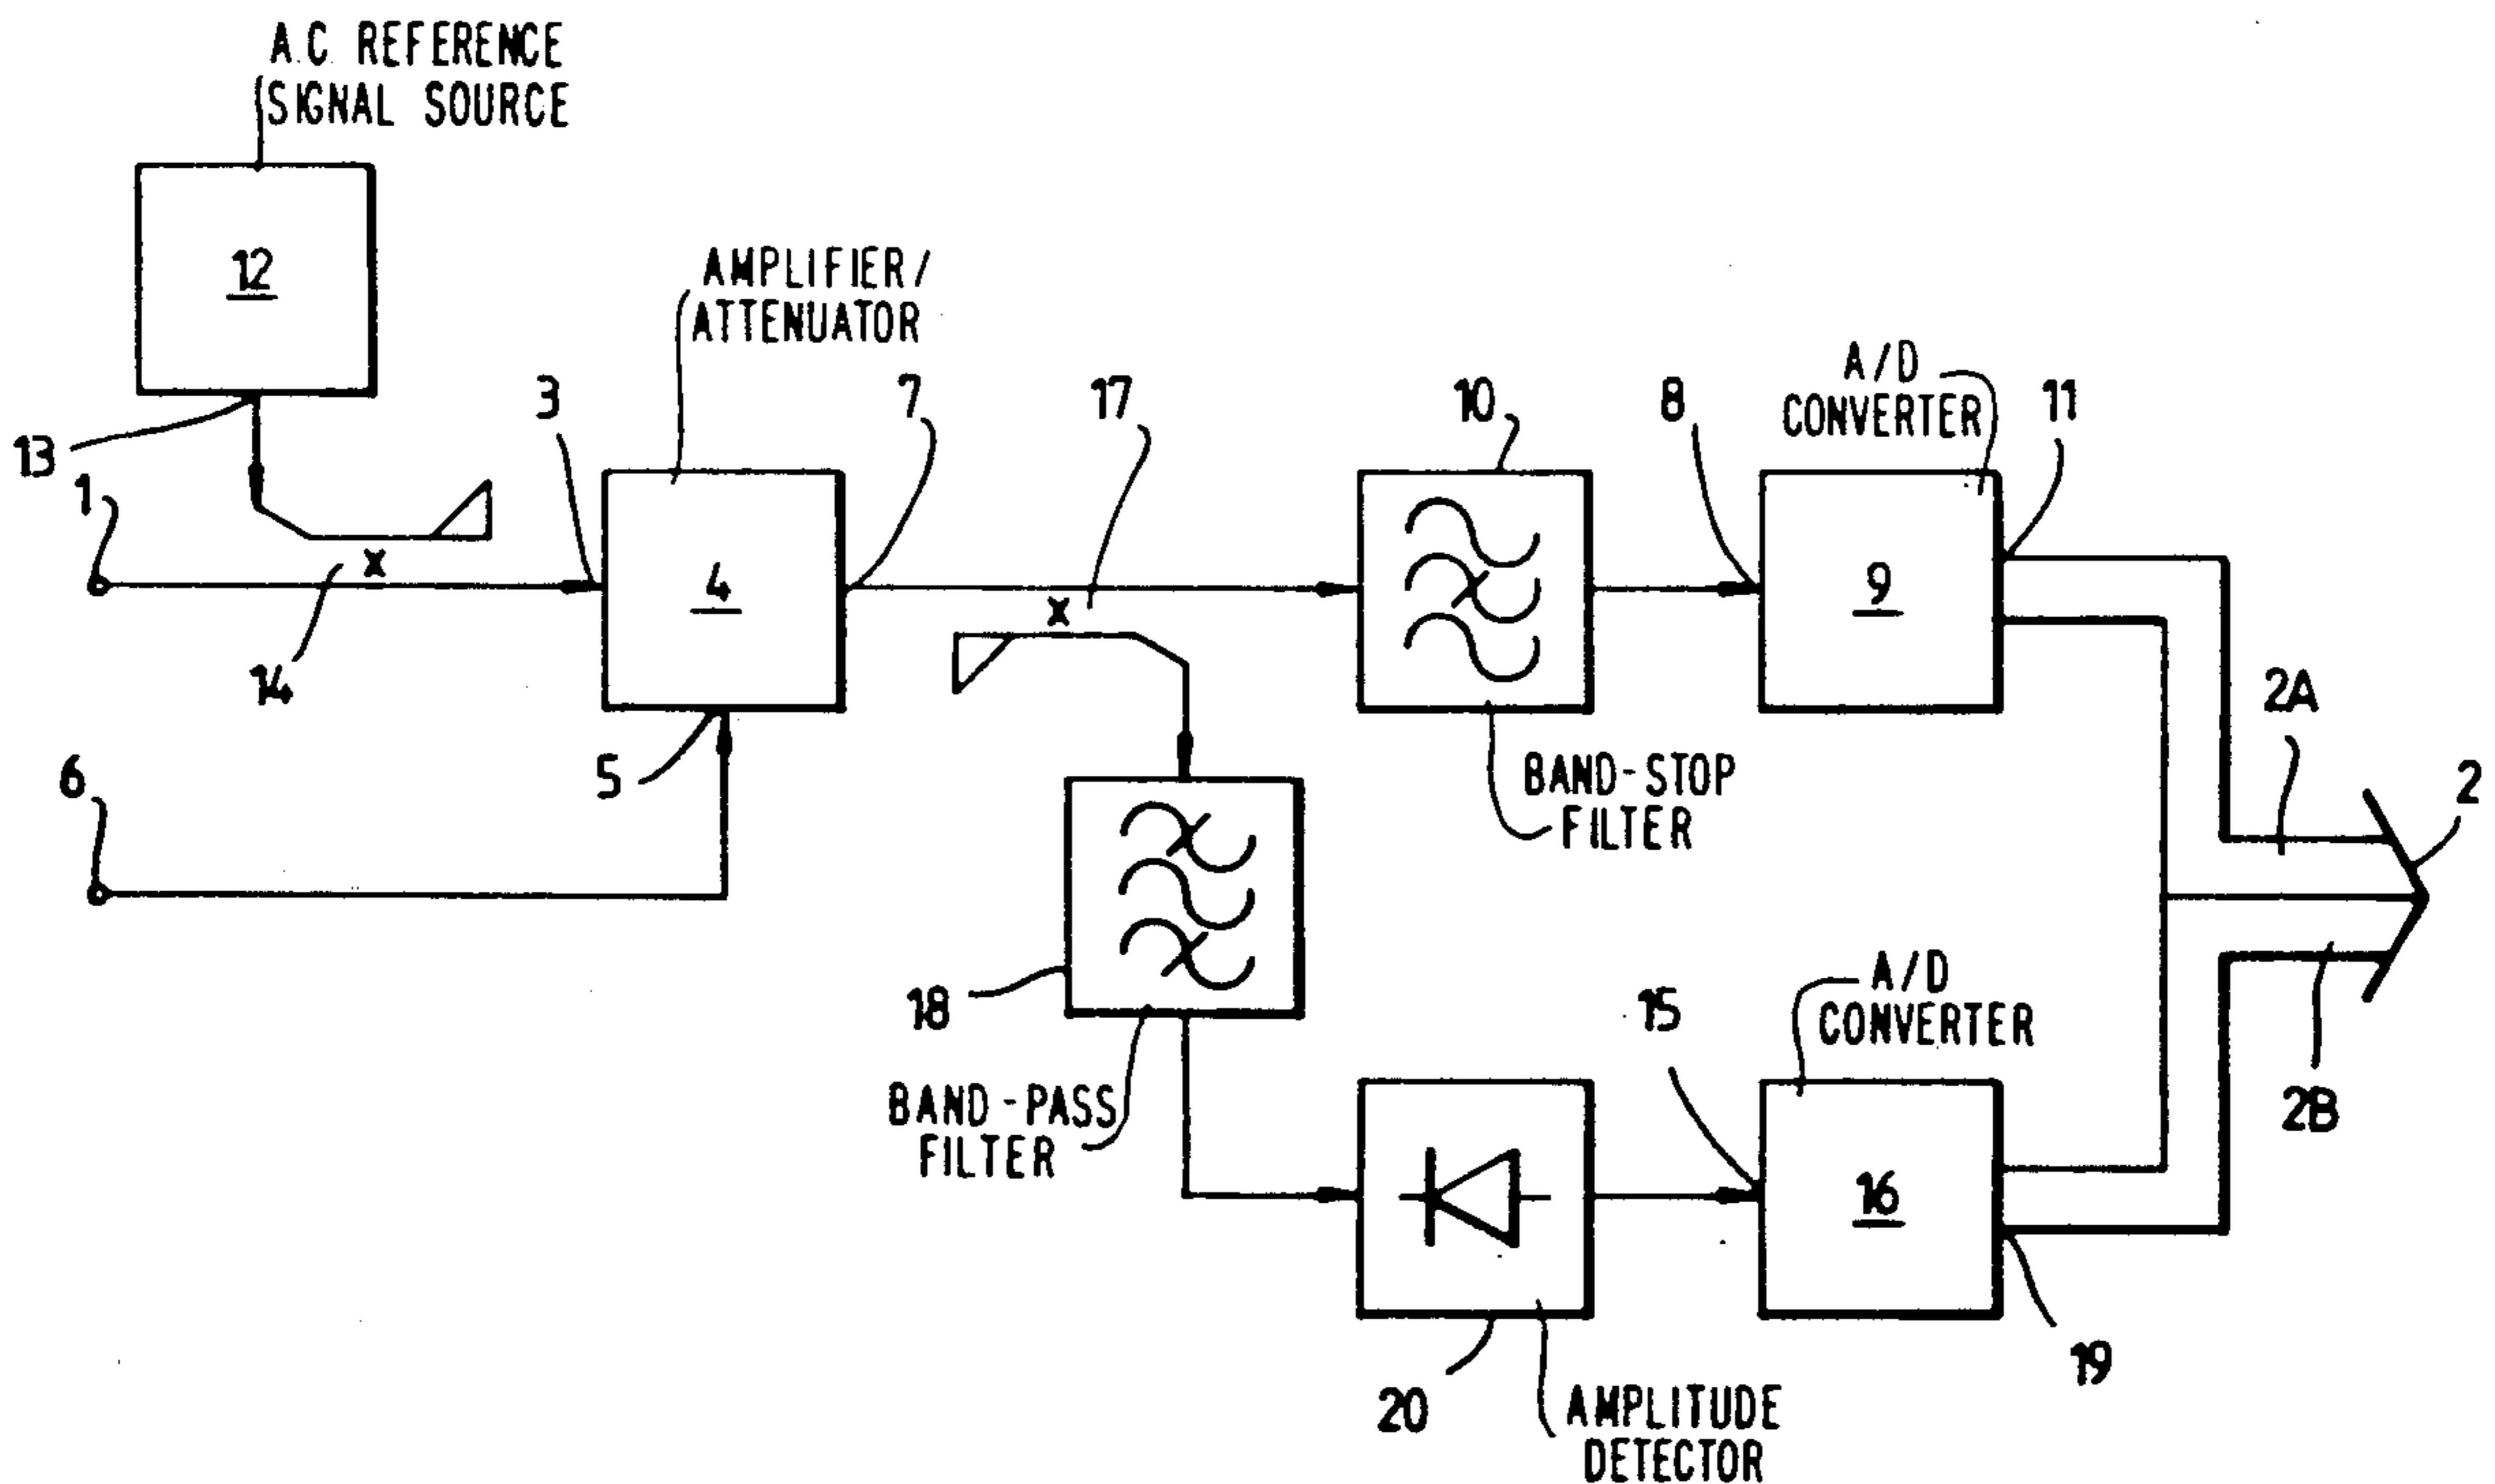 A.C REFERENCE
SIGNAL SOURCE
12
AMPLIFIER/
ATTENUATOR
13
1
3
7
17
10
8
A/D
CONVERTER
11
4
9
14
5
6
2A
2
BAND-STOP
FILTER
18
15
A/D
CONVERTER
BAND-PASS
FILTER
2B
16
19
20
AMPLITUDE
DETECTOR